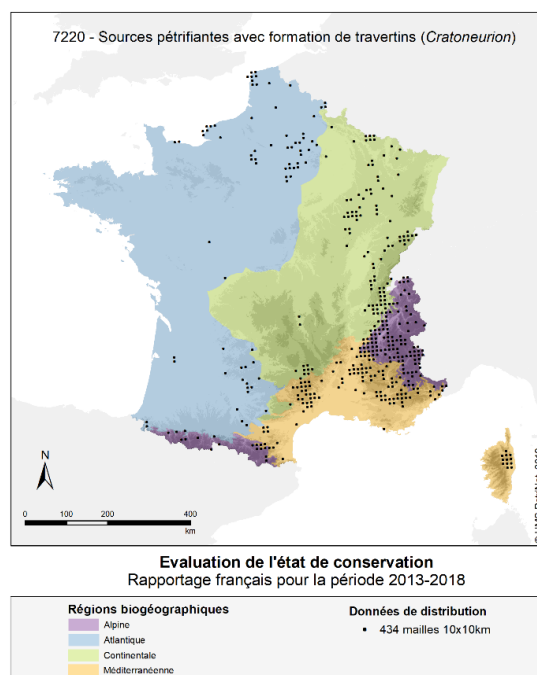 7220 - Sources pétrifiantes avec formation de travertins (Cratoneurion)
N
0 100 200 400
km
Evaluation de l'état de conservation
Rapportage français pour la période 2013-2018
Régions biogéographiques
Alpine
Atlantique
Continentale
Méditerranéenne
Données de distribution
434 mailles 10x10km